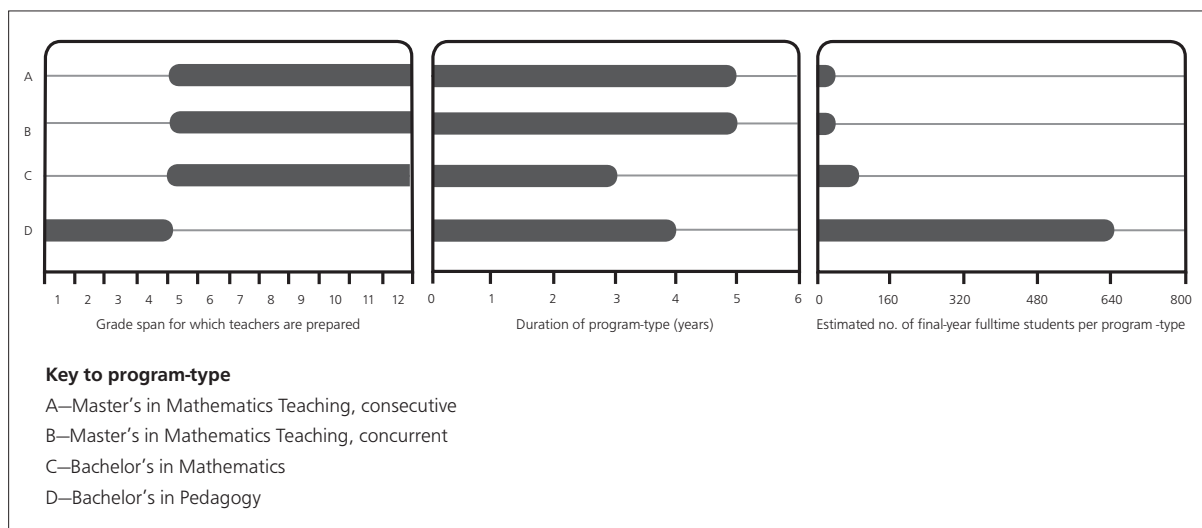 A
B
C
D
1 2 3 4 5 6 7 8 9 10 11 12
Grade span for which teachers are prepared
0 1 2 3 4 5 6
Duration of program-type (years)
0 160 320 480 640 800
Estimated no. of final-year fulltime students per program -type
Key to program-type
A—Master's in Mathematics Teaching, consecutive
B—Master's in Mathematics Teaching, concurrent
C—Bachelor's in Mathematics
D—Bachelor's in Pedagogy